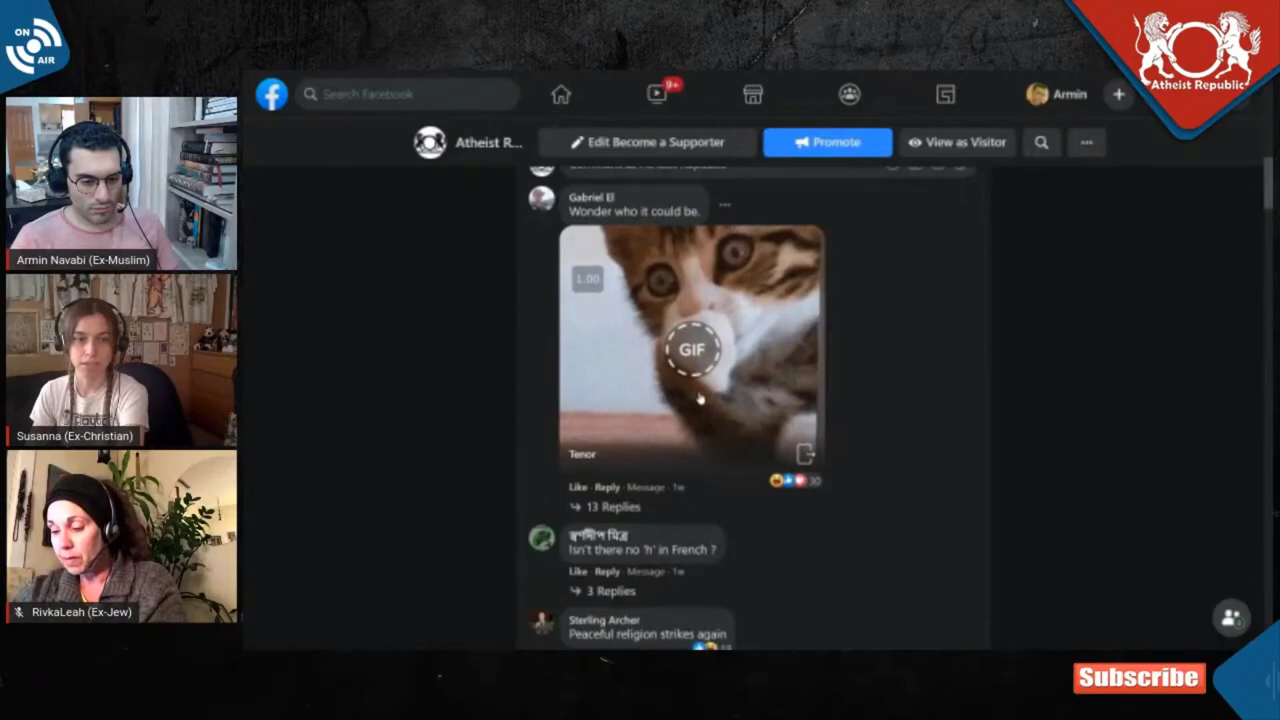 ON
AIR
Atheist Republic
Search Facebook
9+
Armin
Atheist R...
Edit Become a Supporter
Promote
View as Visitor
Gabriel El
Wonder who it could be.
1.00
GIF
Tenor
Like · Reply · Message · 1w
30
13 Replies
স্বর্ণদীপ মিত্র
Isn't there no 'h' in French ?
Like · Reply · Message · 1w
3 Replies
Sterling Archer
Peaceful religion strikes again
Armin Navabi (Ex-Muslim)
Susanna (Ex-Christian)
RivkaLeah (Ex-Jew)
Subscribe